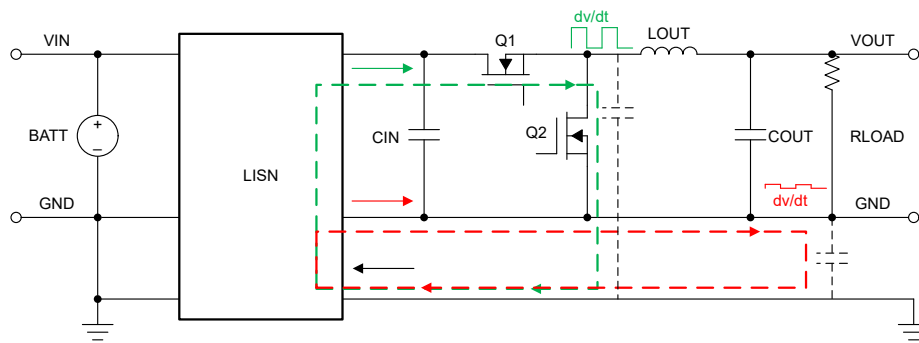 dv/dt
VIN
Q1
LOUT
VOUT
BATT
+
−
LISN
CIN
Q2
COUT
RLOAD
GND
dv/dt
GND